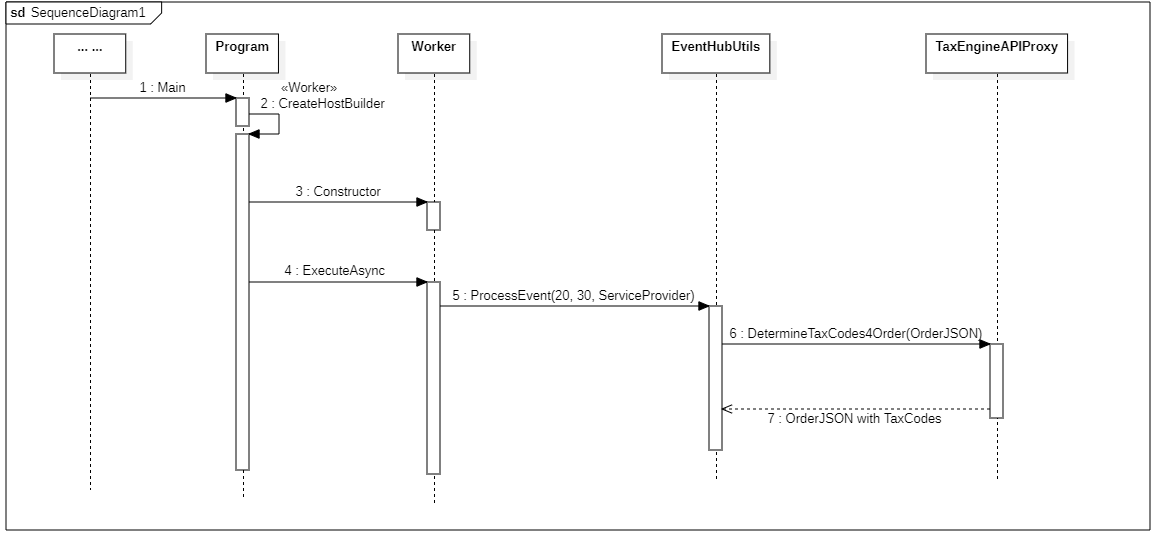 sd SequenceDiagram1
... ...
Program
Worker
EventHubUtils
TaxEngineAPIProxy
1 : Main
«Worker»
2 : CreateHostBuilder
3 : Constructor
4 : ExecuteAsync
5 : ProcessEvent(20, 30, ServiceProvider)
6 : DetermineTaxCodes4Order(OrderJSON)
7 : OrderJSON with TaxCodes